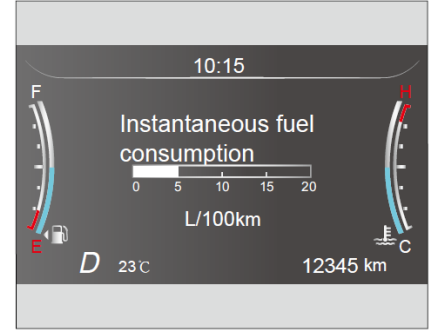 10:15
F
H
Instantaneous fuel
consumption
0 5 10 15 20
L/100km
E
C
D 23℃ 12345 km